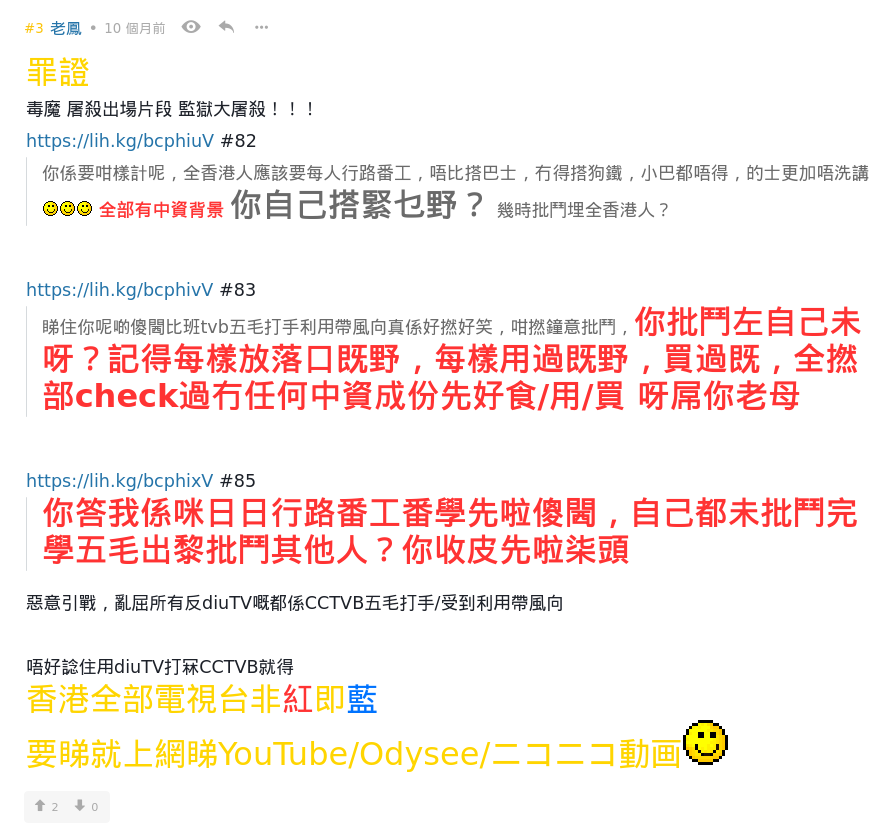 #3 老鳳 • 10 個月前
罪證
毒魔 屠殺出場片段 監獄大屠殺！！！
https://lih.kg/bcphiuV #82
你係要咁樣計呢，全香港人應該要每人行路番工，唔比搭巴士，冇得搭狗鐵，小巴都唔得，的士更加唔洗講
全部有中資背景 你自己搭緊乜野？ 幾時批鬥埋全香港人？
https://lih.kg/bcphivV #83
睇住你呢啲傻閪比班tvb五毛打手利用帶風向真係好撚好笑，咁撚鐘意批鬥，你批鬥左自己未
呀？記得每樣放落口既野，每樣用過既野，買過既，全撚
部check過冇任何中資成份先好食/用/買 呀屌你老母
https://lih.kg/bcphixV #85
你答我係咪日日行路番工番學先啦傻閪，自己都未批鬥完
學五毛出黎批鬥其他人？你收皮先啦柒頭
惡意引戰，亂屈所有反diuTV嘅都係CCTVB五毛打手/受到利用帶風向
唔好諗住用diuTV打冧CCTVB就得
香港全部電視台非紅即藍
要睇就上網睇YouTube/Odysee/ニコニコ動画
2 0